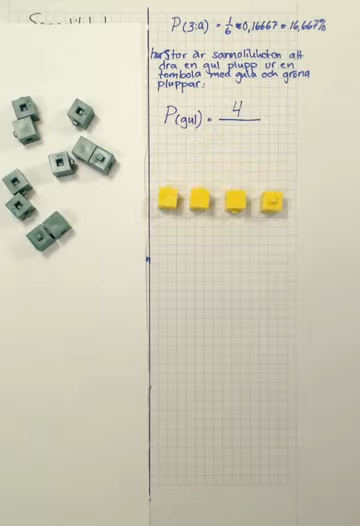 P(3:a) = 1/6 ≈ 0,16667 = 16,667%
hur stor är sannolikheten att
dra en gul plupp ur en
tombola med gula och gröna
pluppar:
P(gul) = 4